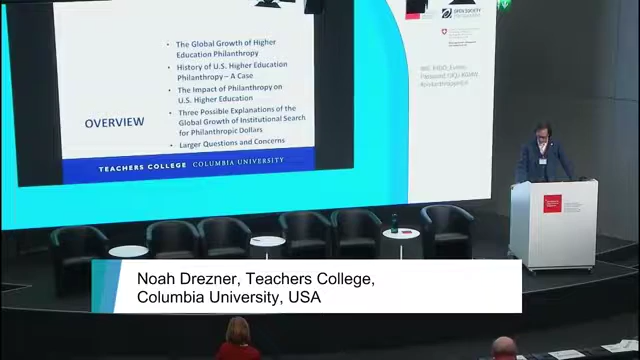 • The Global Growth of Higher
Education Philanthropy
• History of U.S. Higher Education
Philanthropy – A Case
• The Impact of Philanthropy on
U.S. Higher Education
• Three Possible Explanations of the
Global Growth of Institutional Search
for Philanthropic Dollars
• Larger Questions and Concerns
OVERVIEW
TEACHERS COLLEGE COLUMBIA UNIVERSITY
OPEN SOCIETY
Noah Drezner, Teachers College,
Columbia University, USA